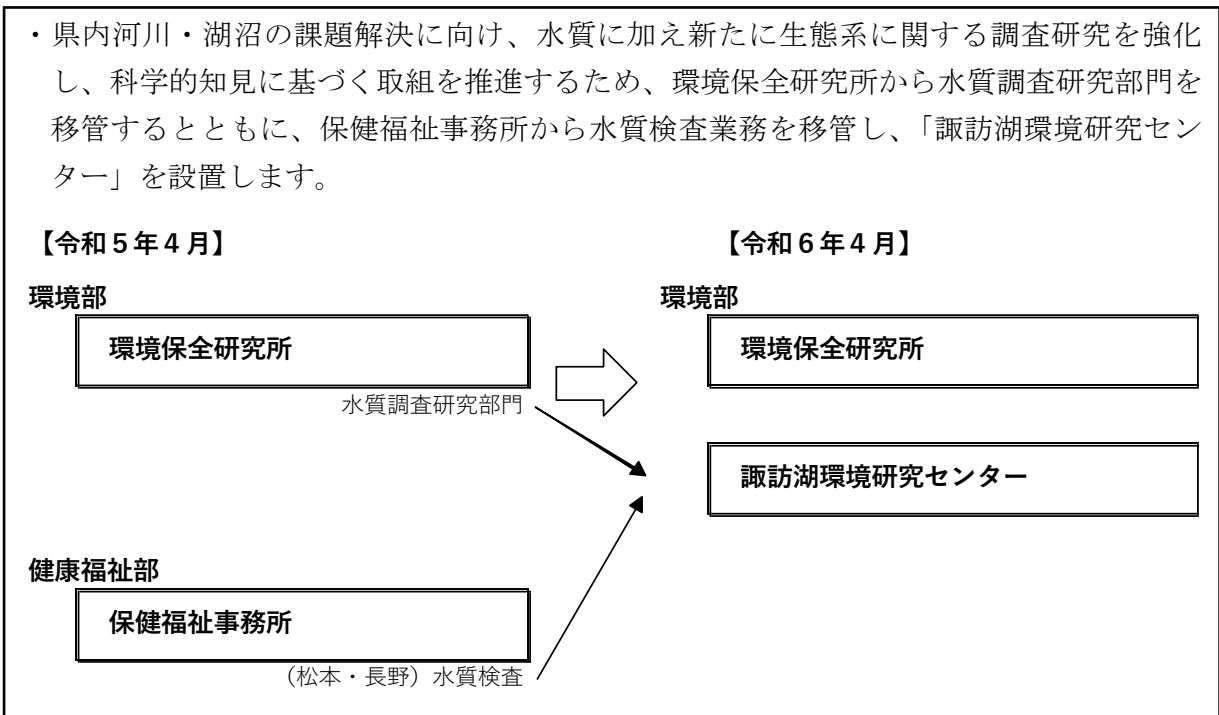 ・県内河川・湖沼の課題解決に向け、水質に加え新たに生態系に関する調査研究を強化
し、科学的知見に基づく取組を推進するため、環境保全研究所から水質調査研究部門を
移管するとともに、保健福祉事務所から水質検査業務を移管し、「諏訪湖環境研究セン
ター」を設置します。
【令和5年4月】
【令和6年4月】
環境部
環境部
環境保全研究所
環境保全研究所
水質調査研究部門
諏訪湖環境研究センター
健康福祉部
保健福祉事務所
（松本・長野）水質検査